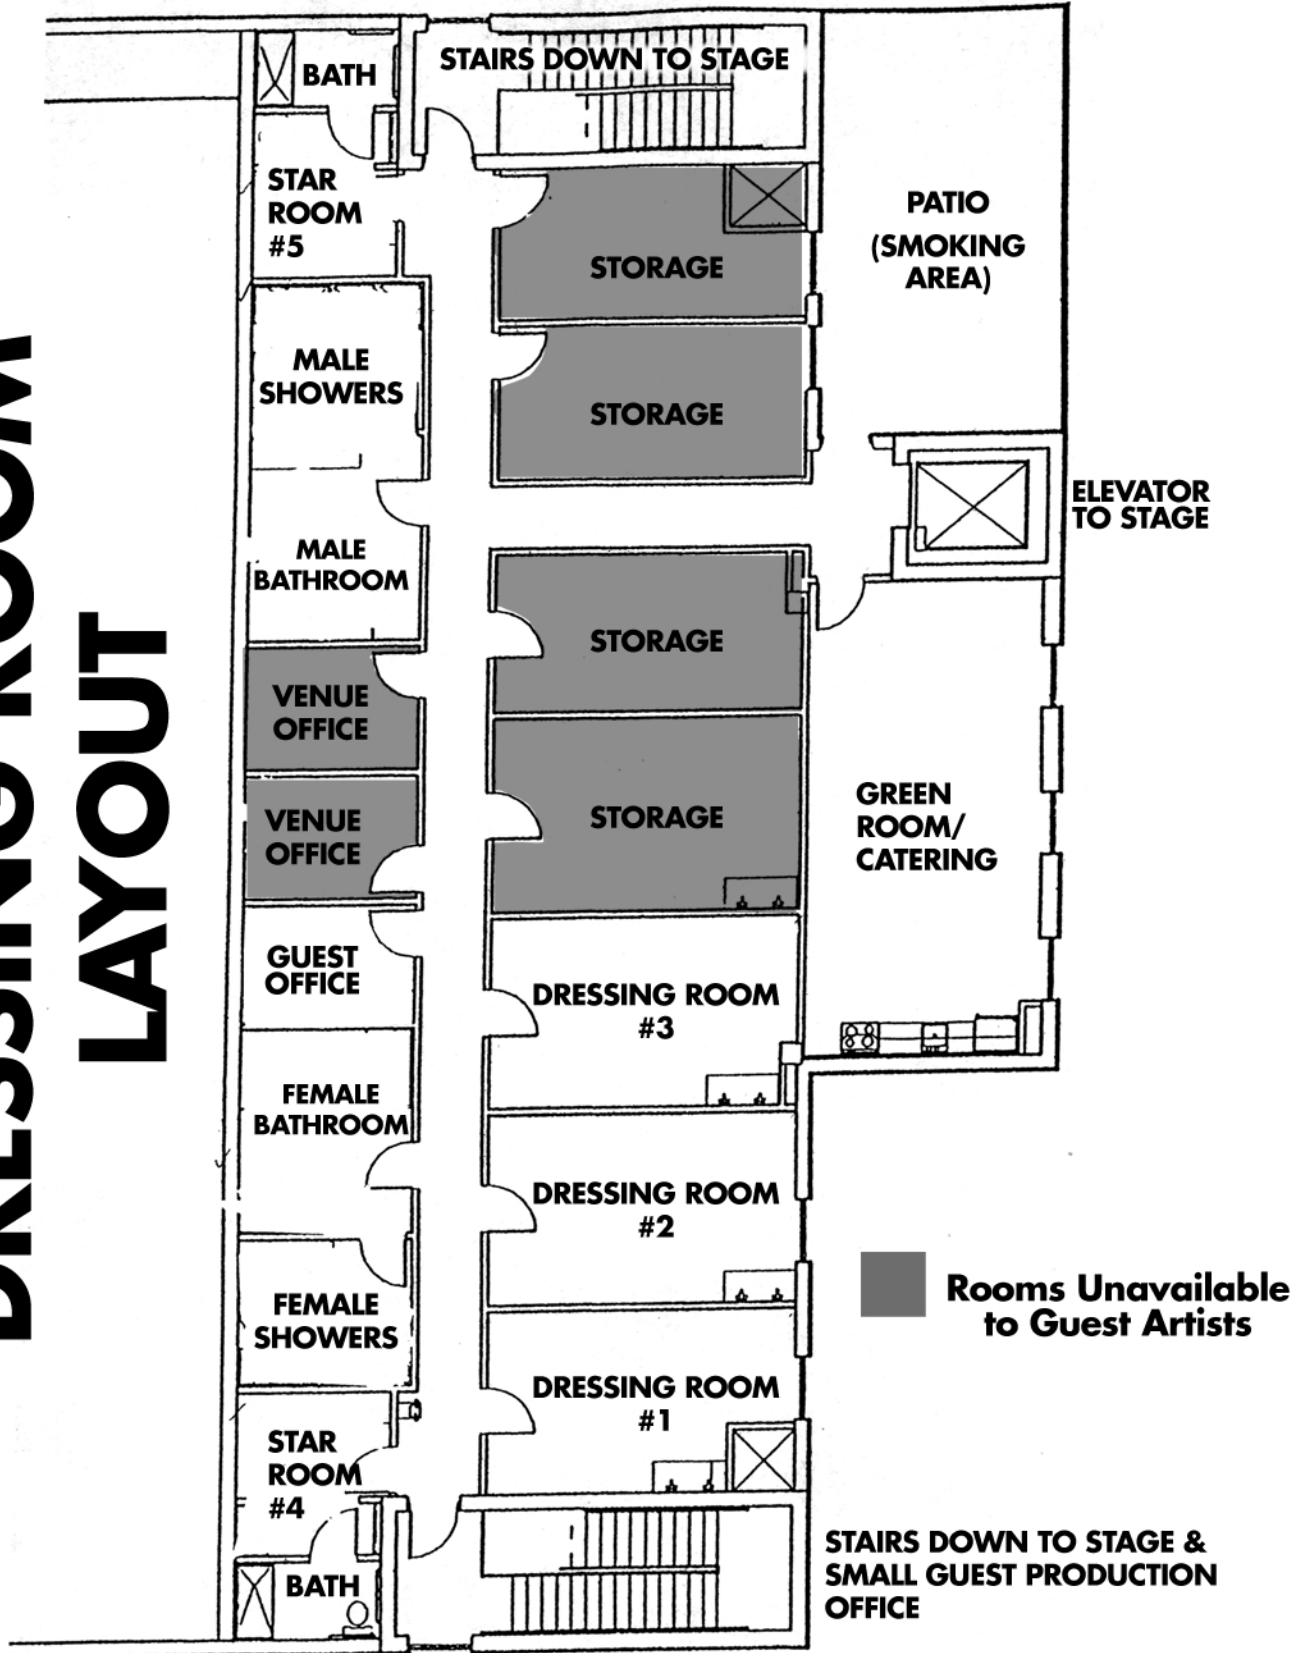 DRESSING ROOM
LAYOUT
BATH
STAIRS DOWN TO STAGE
STAR
ROOM
#5
STORAGE
PATIO
(SMOKING
AREA)
MALE
SHOWERS
STORAGE
ELEVATOR
TO STAGE
MALE
BATHROOM
STORAGE
VENUE
OFFICE
VENUE
OFFICE
STORAGE
GREEN
ROOM/
CATERING
GUEST
OFFICE
DRESSING ROOM
#3
FEMALE
BATHROOM
DRESSING ROOM
#2
FEMALE
SHOWERS
Rooms Unavailable
to Guest Artists
DRESSING ROOM
#1
STAR
ROOM
#4
BATH
STAIRS DOWN TO STAGE &
SMALL GUEST PRODUCTION
OFFICE